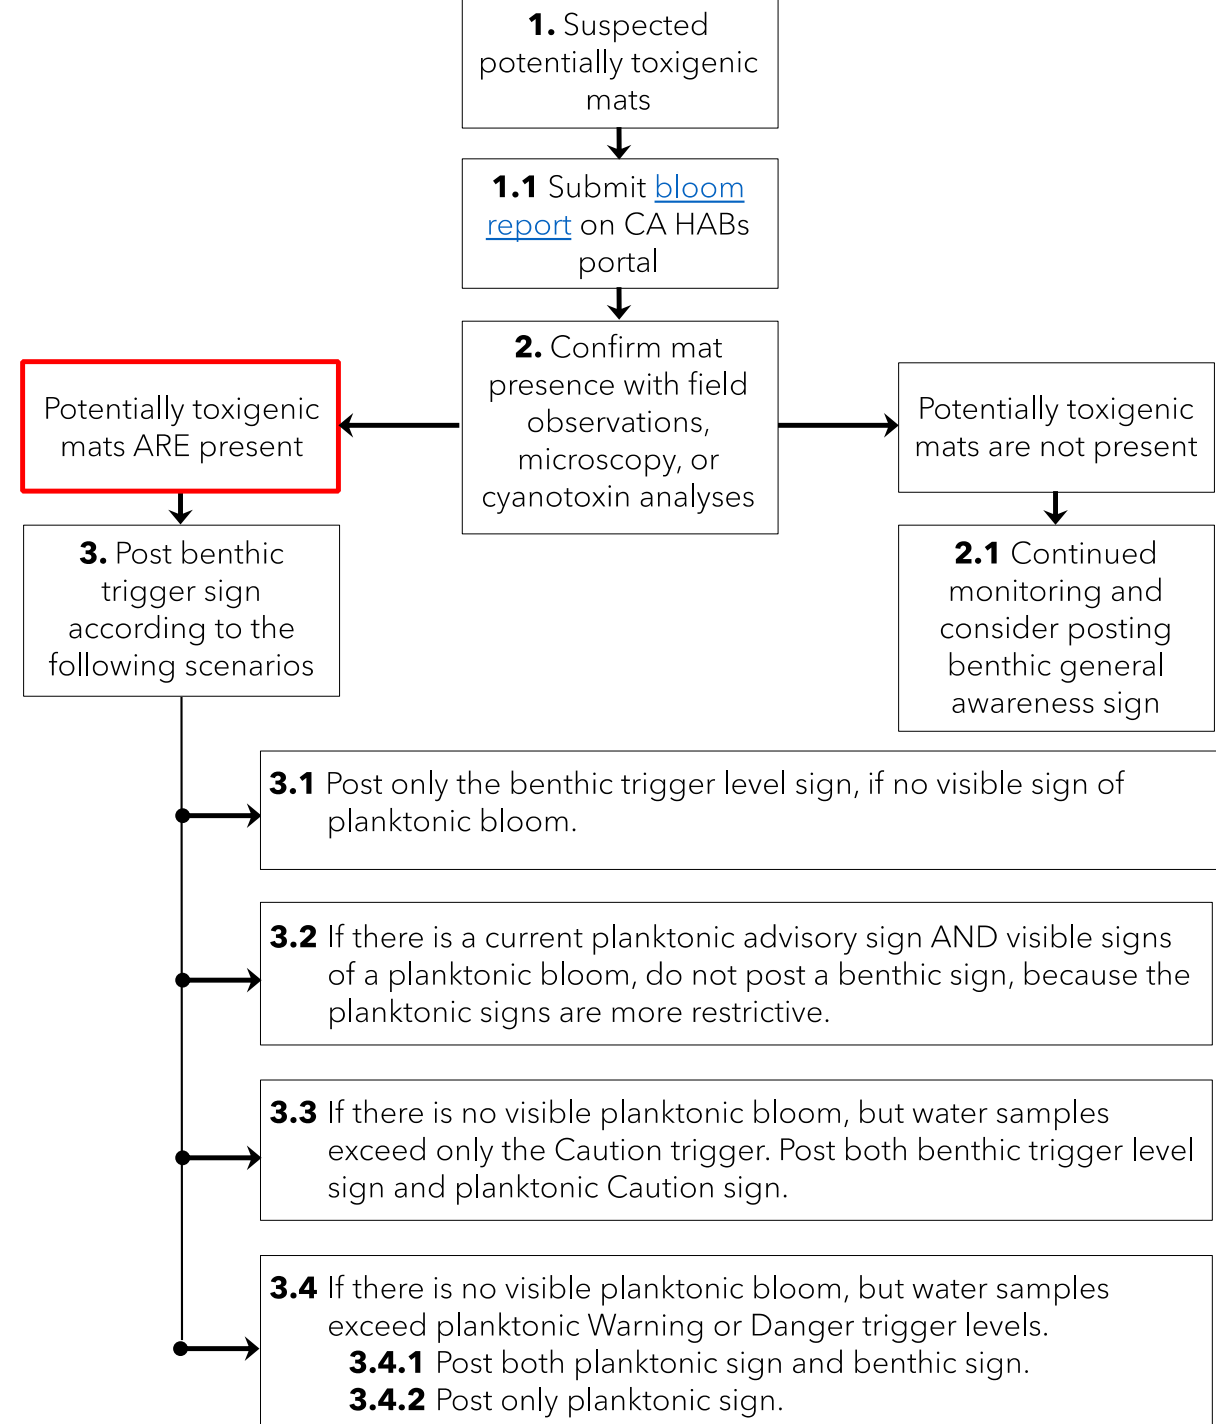 1. Suspected
potentially toxigenic
mats
1.1 Submit bloom
report on CA HABs
portal
2. Confirm mat
presence with field
observations,
microscopy, or
cyanotoxin analyses
Potentially toxigenic
mats ARE present
Potentially toxigenic
mats are not present
3. Post benthic
trigger sign
according to the
following scenarios
2.1 Continued
monitoring and
consider posting
benthic general
awareness sign
3.1 Post only the benthic trigger level sign, if no visible sign of
planktonic bloom.
3.2 If there is a current planktonic advisory sign AND visible signs
of a planktonic bloom, do not post a benthic sign, because the
planktonic signs are more restrictive.
3.3 If there is no visible planktonic bloom, but water samples
exceed only the Caution trigger. Post both benthic trigger level
sign and planktonic Caution sign.
3.4 If there is no visible planktonic bloom, but water samples
exceed planktonic Warning or Danger trigger levels.
3.4.1 Post both planktonic sign and benthic sign.
3.4.2 Post only planktonic sign.